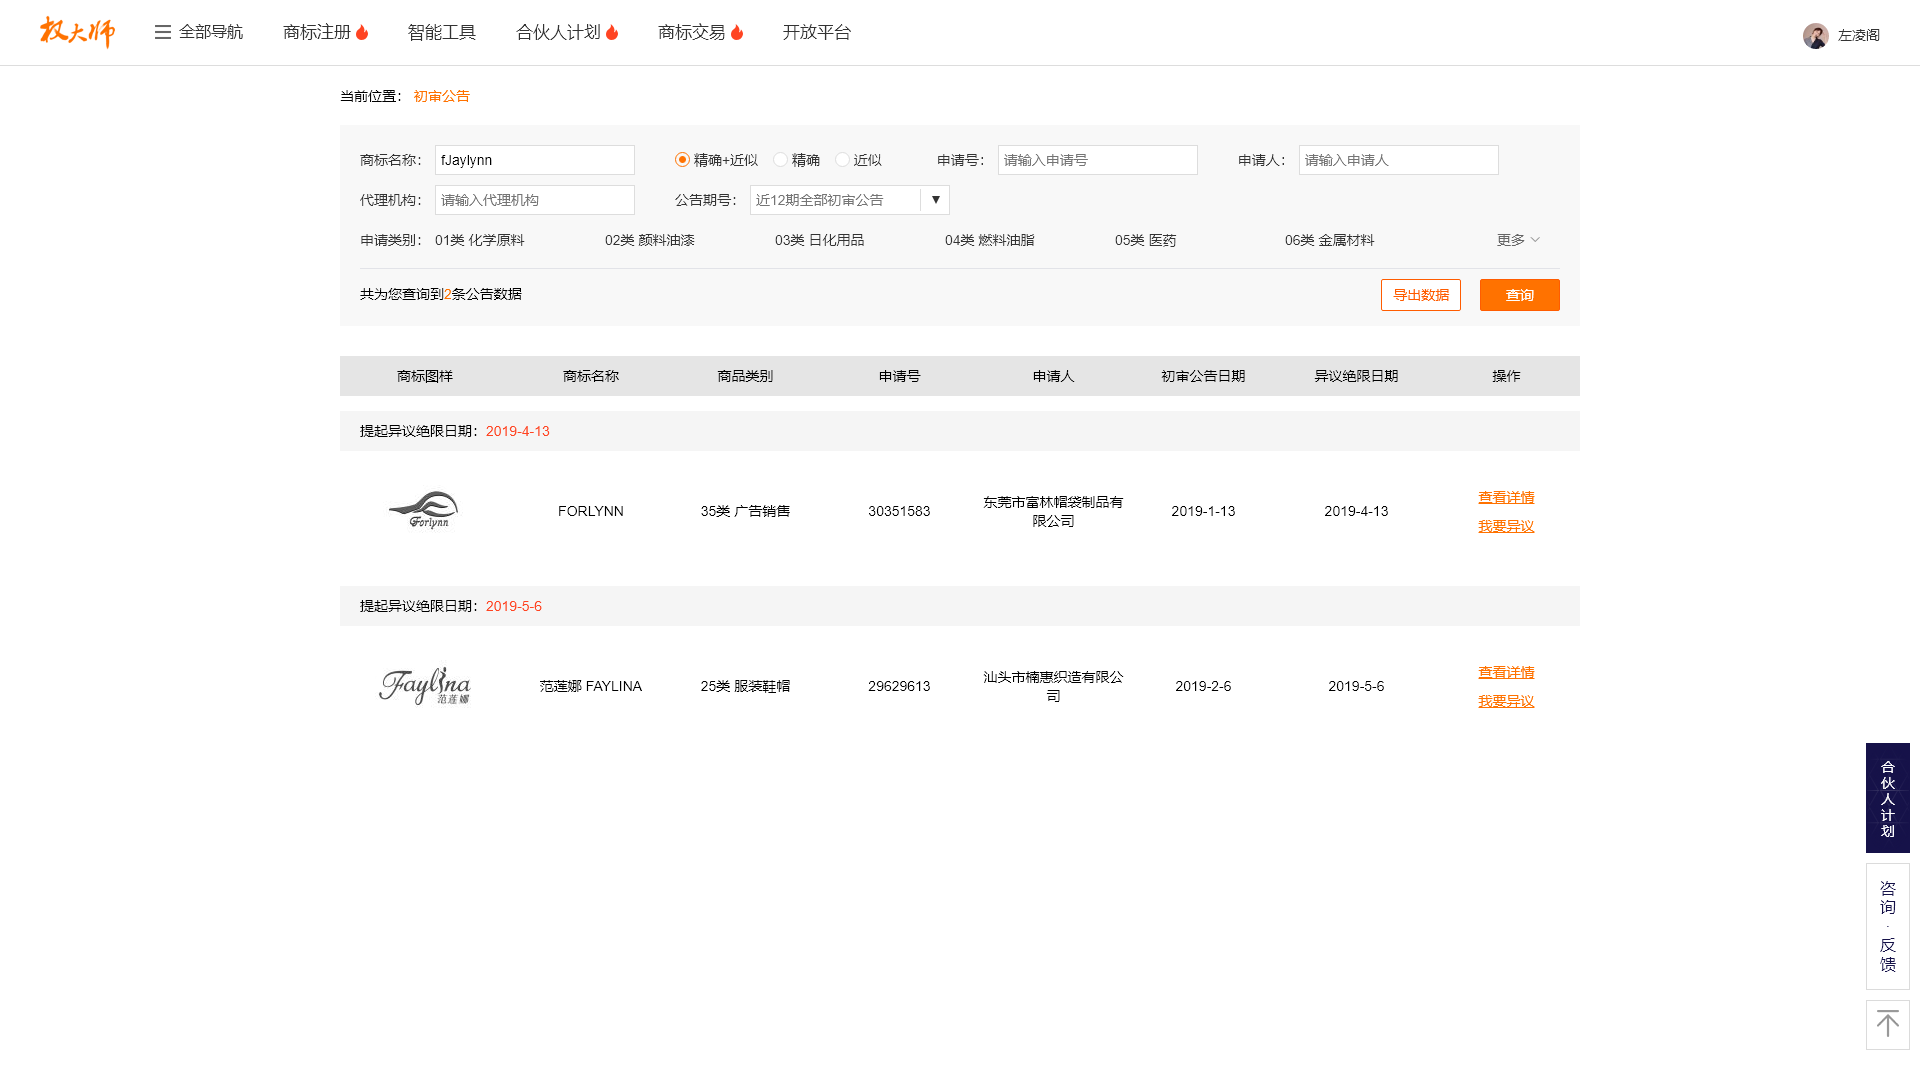 权大师 全部导航 商标注册 智能工具 合伙人计划 商标交易 开放平台 左凌阁
当前位置： 初审公告
商标名称： fJaylynn 精确+近似 精确 近似 申请号： 请输入申请号 申请人： 请输入申请人
代理机构： 请输入代理机构 公告期号： 近12期全部初审公告 ▼
申请类别： 01类 化学原料 02类 颜料油漆 03类 日化用品 04类 燃料油脂 05类 医药 06类 金属材料 更多
共为您查询到2条公告数据 导出数据 查询
商标图样 商标名称 商品类别 申请号 申请人 初审公告日期 异议绝限日期 操作
提起异议绝限日期：2019-4-13
Forlynn FORLYNN 35类 广告销售 30351583 东莞市富林帽袋制品有 2019-1-13 2019-4-13 查看详情
限公司 我要异议
提起异议绝限日期：2019-5-6
Faylina 范莲娜 范莲娜 FAYLINA 25类 服装鞋帽 29629613 汕头市楠惠织造有限公 2019-2-6 2019-5-6 查看详情
司 我要异议
合
伙
人
计
划
咨
询
·
反
馈